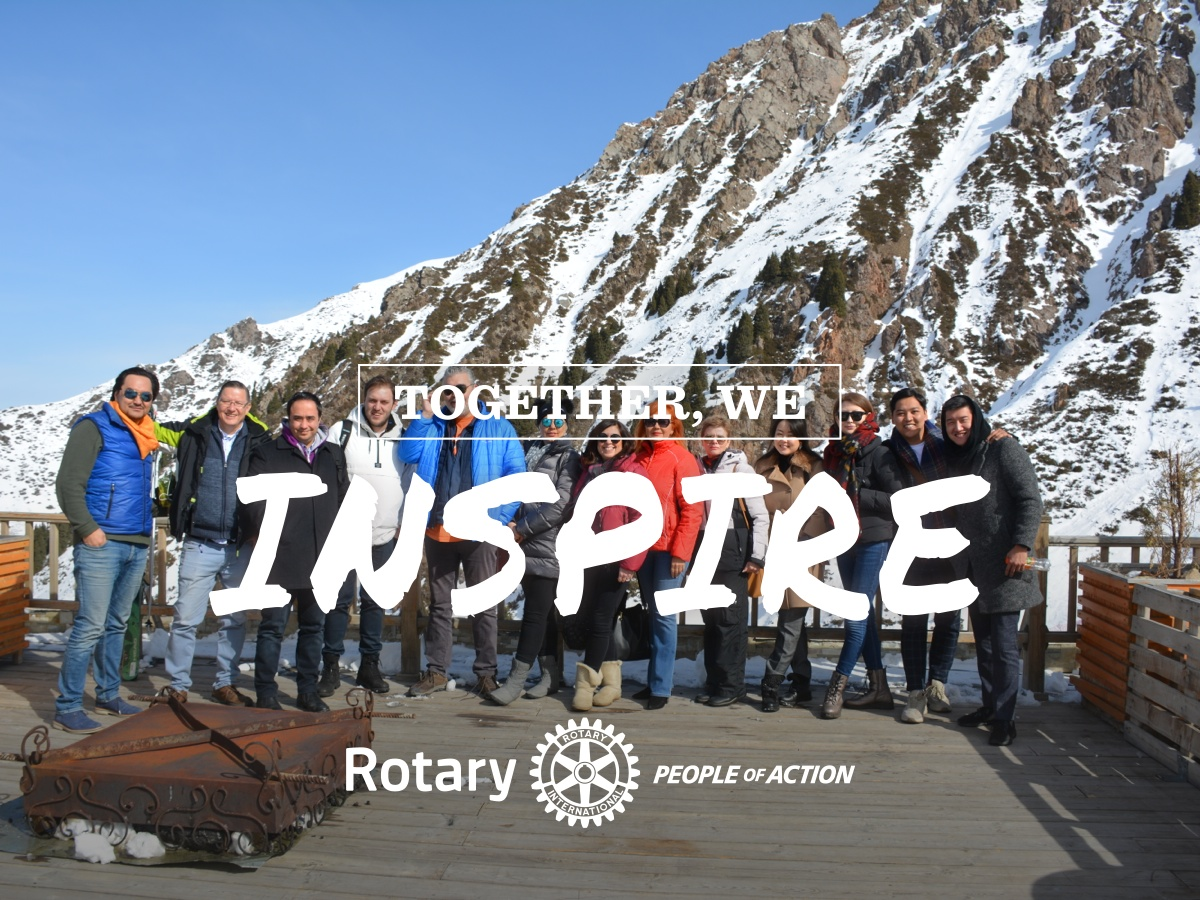 TOGETHER, WE
INSPIRE
Rotary
ROTARY
INTERNATIONAL
PEOPLE OF ACTION